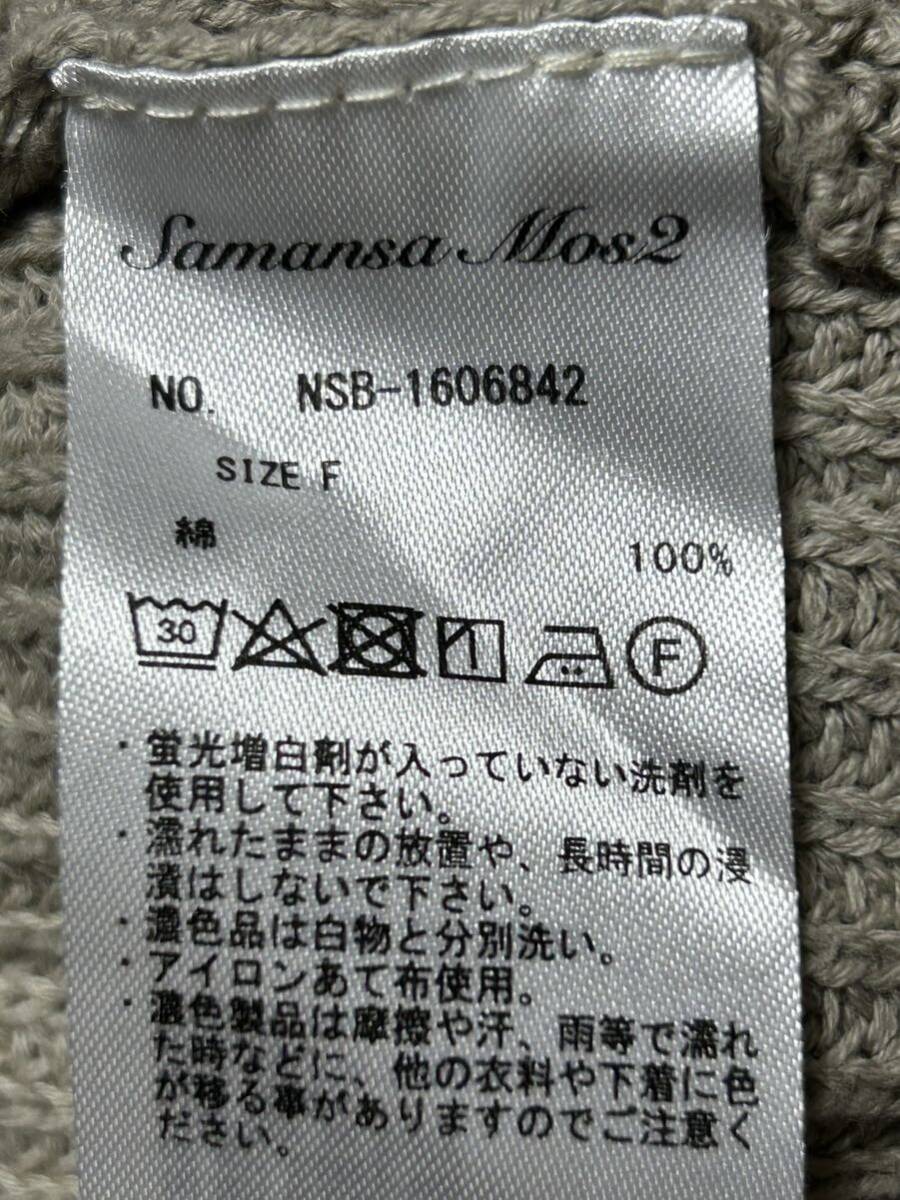 Samansa Mos2
NO. NSB-1606842
SIZE F
綿 100%
30 1 F
・蛍光増白剤が入っていない洗剤を
使用して下さい。
・濡れたままの放置や、長時間の浸
漬はしないで下さい。
・濃色品は白物と分別洗い。
・アイロンあて布使用。
・濃色製品は摩擦や汗、雨等で濡れ
た時などに、他の衣料や下着に色
が移る事がありますのでご注意く
ださい。